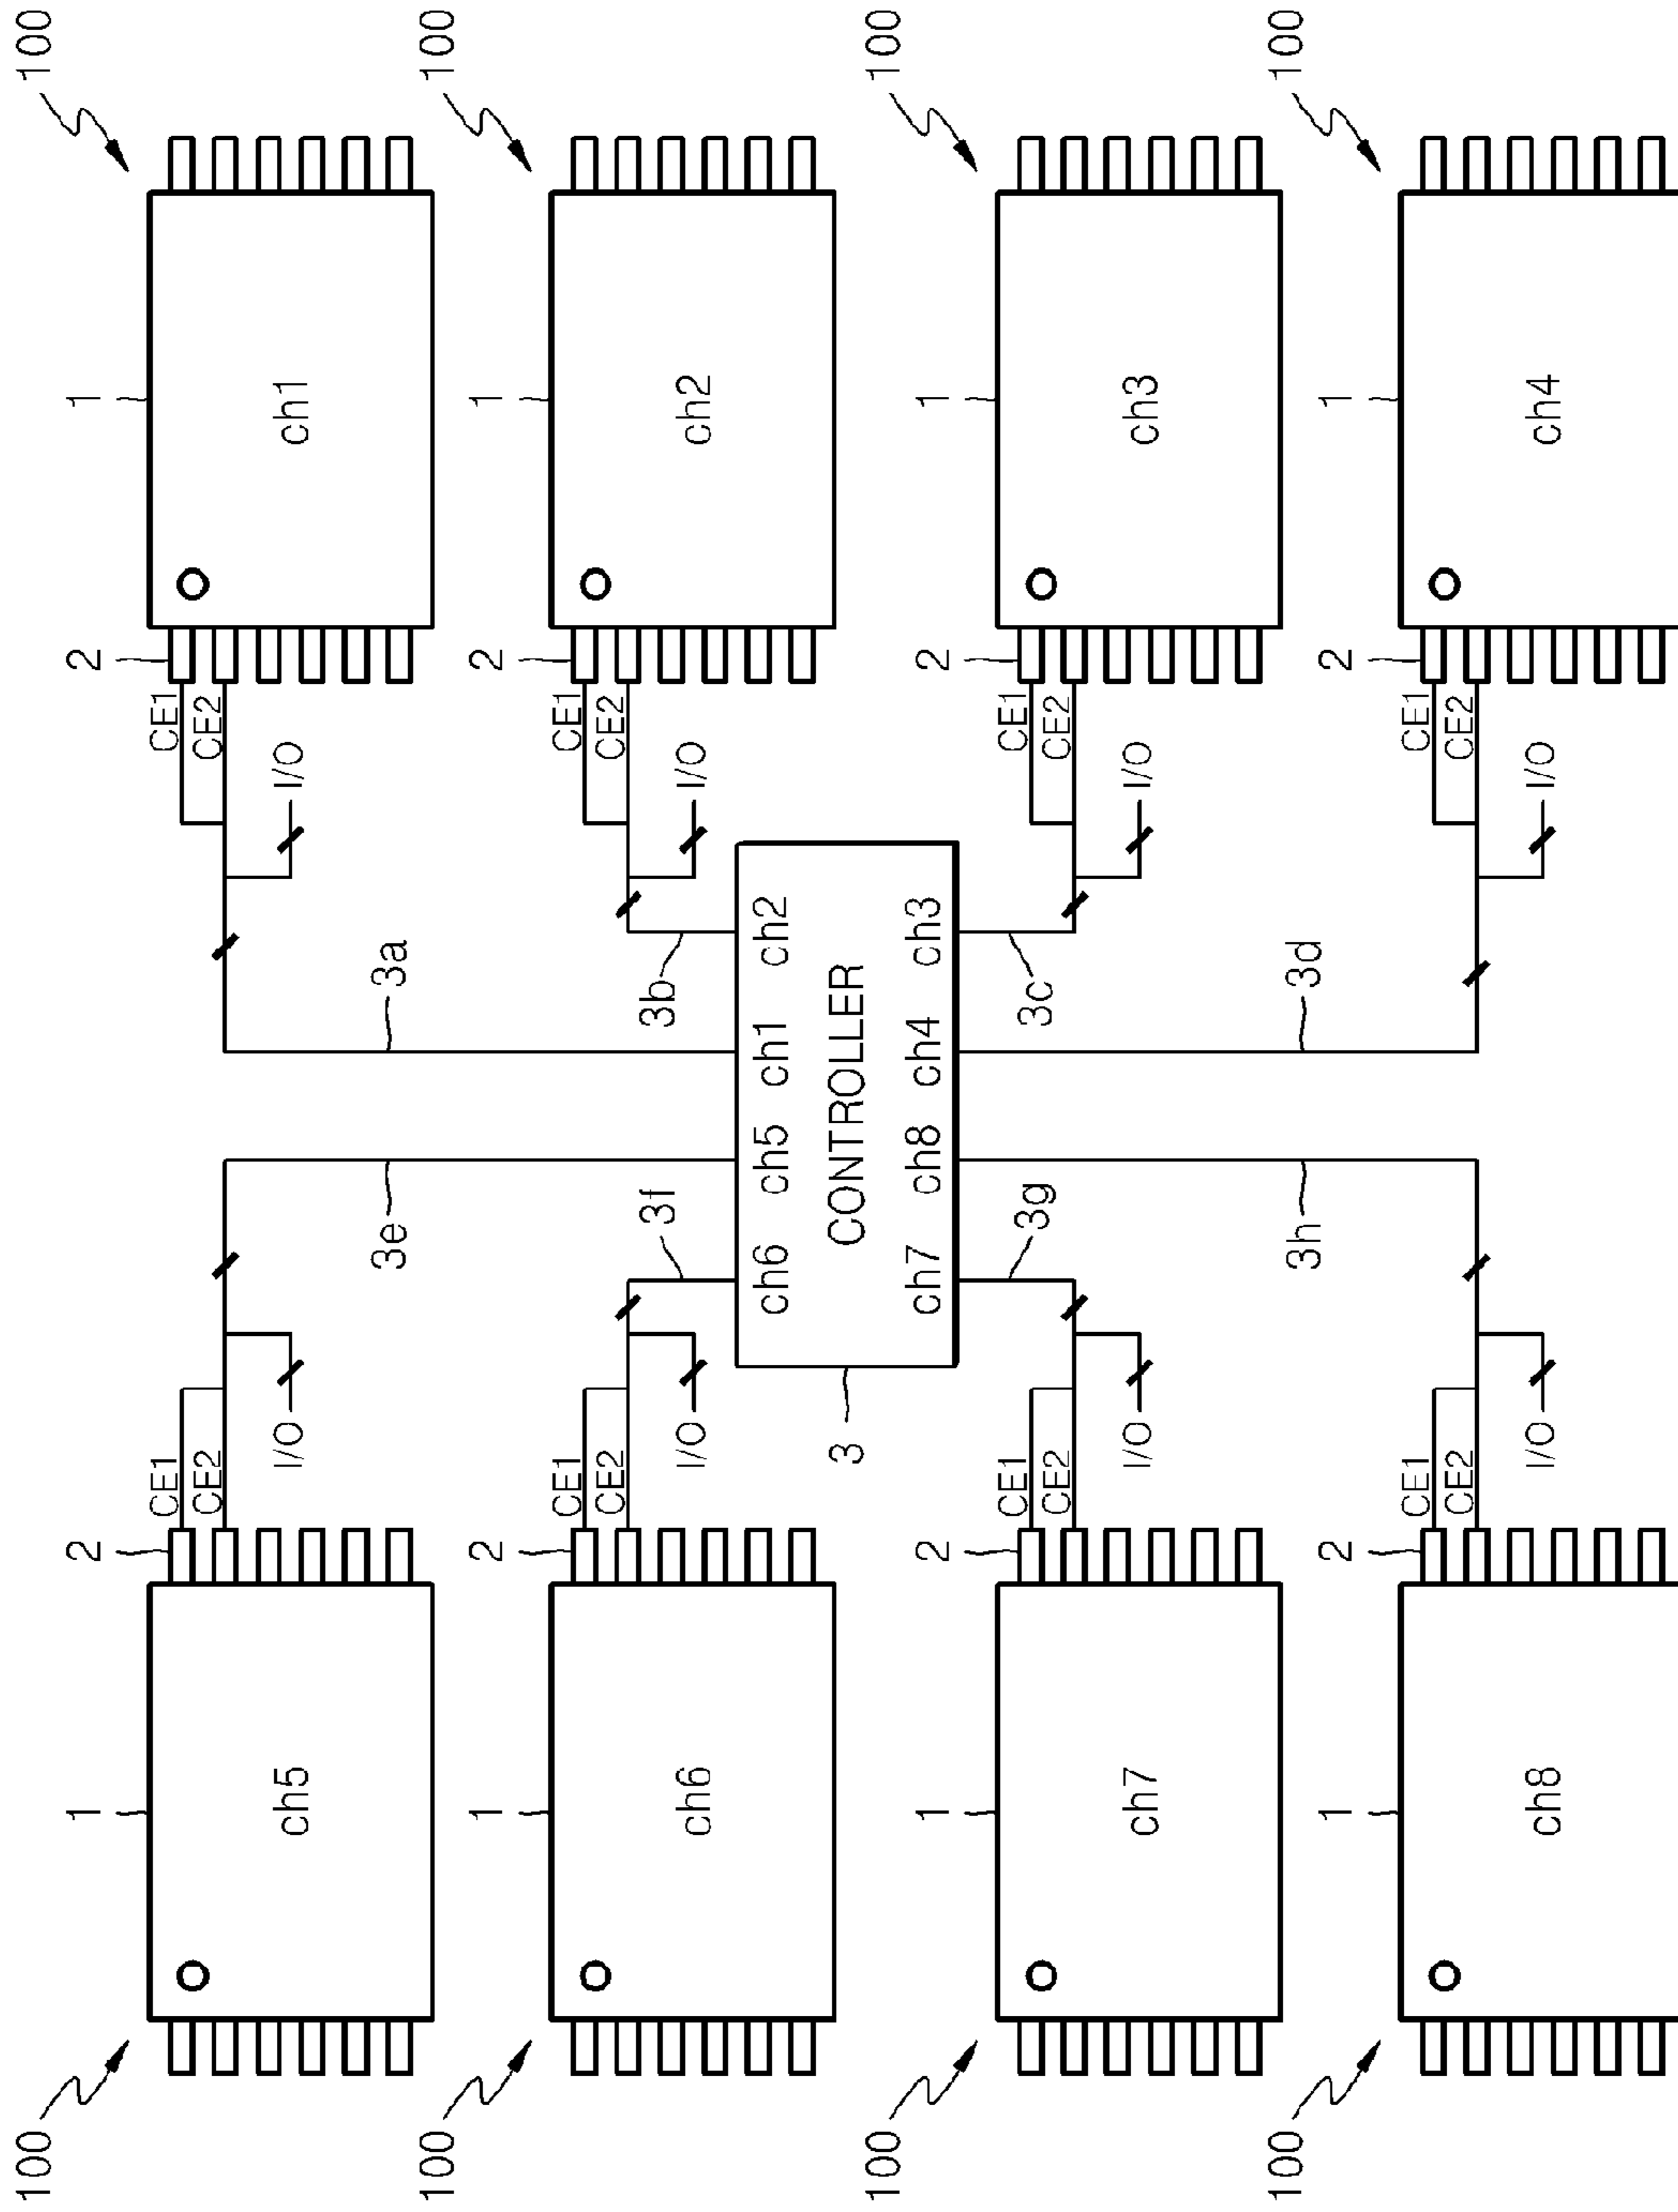 100 100
1 2 2 1
CE1 CE1
CE2 CE2
ch5 I/O I/O ch1
3e 3a
100 100
1 2 2 1
CE1 CE1
CE2 CE2
3f 3b
ch6 I/O I/O ch2
ch6 ch5 ch1 ch2
3 CONTROLLER
100 100
ch7 ch8 ch4 ch3
1 2 2 1
CE1 CE1
3g 3c
CE2 CE2
ch7 I/O I/O ch3
100 100
3h 3d
1 2 2 1
CE1 CE1
CE2 CE2
ch8 I/O I/O ch4